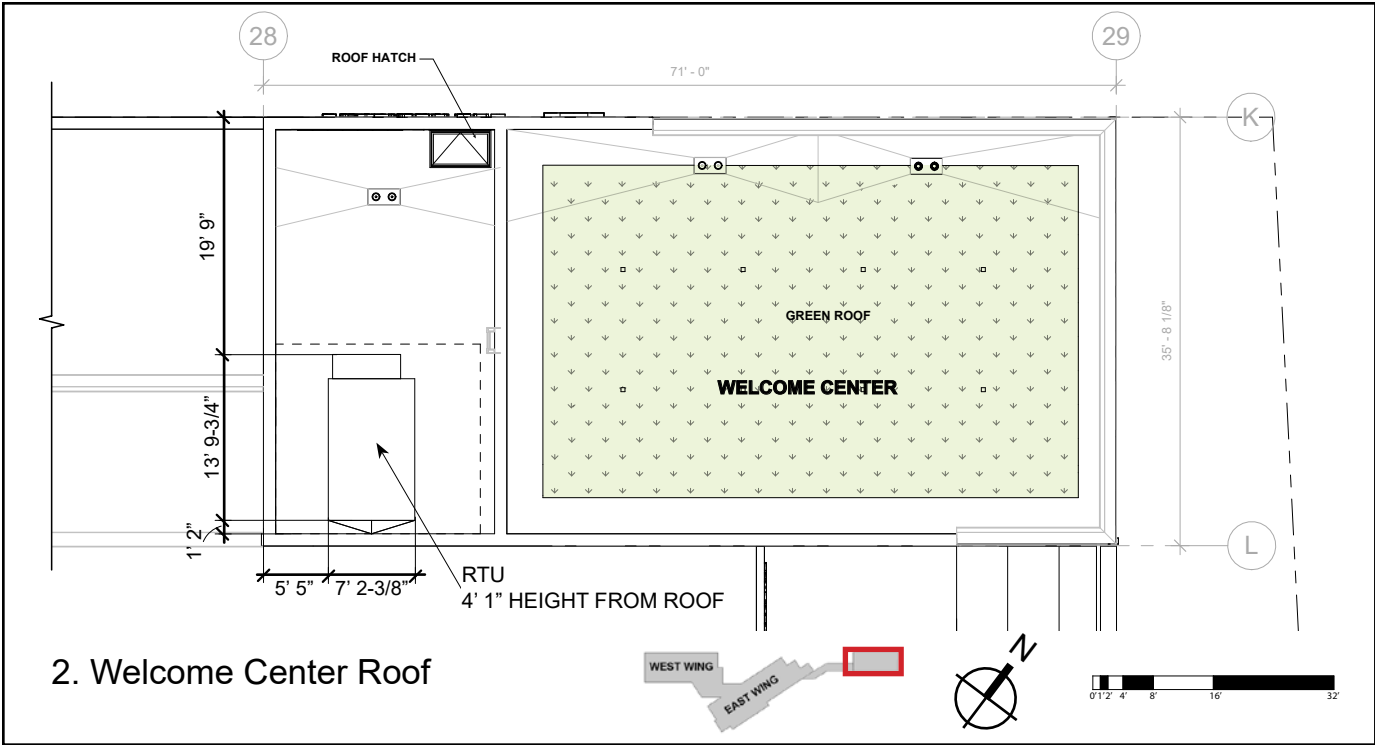 28
29
ROOF HATCH
71' - 0"
K
19' 9"
GREEN ROOF
35' - 8 1/8"
WELCOME CENTER
13' 9-3/4”
1' 2”
L
5' 5”
7' 2-3/8”
RTU
4’ 1” HEIGHT FROM ROOF
2. Welcome Center Roof
WEST WING
EAST WING
N
0' 1' 2' 4' 8' 16' 32'